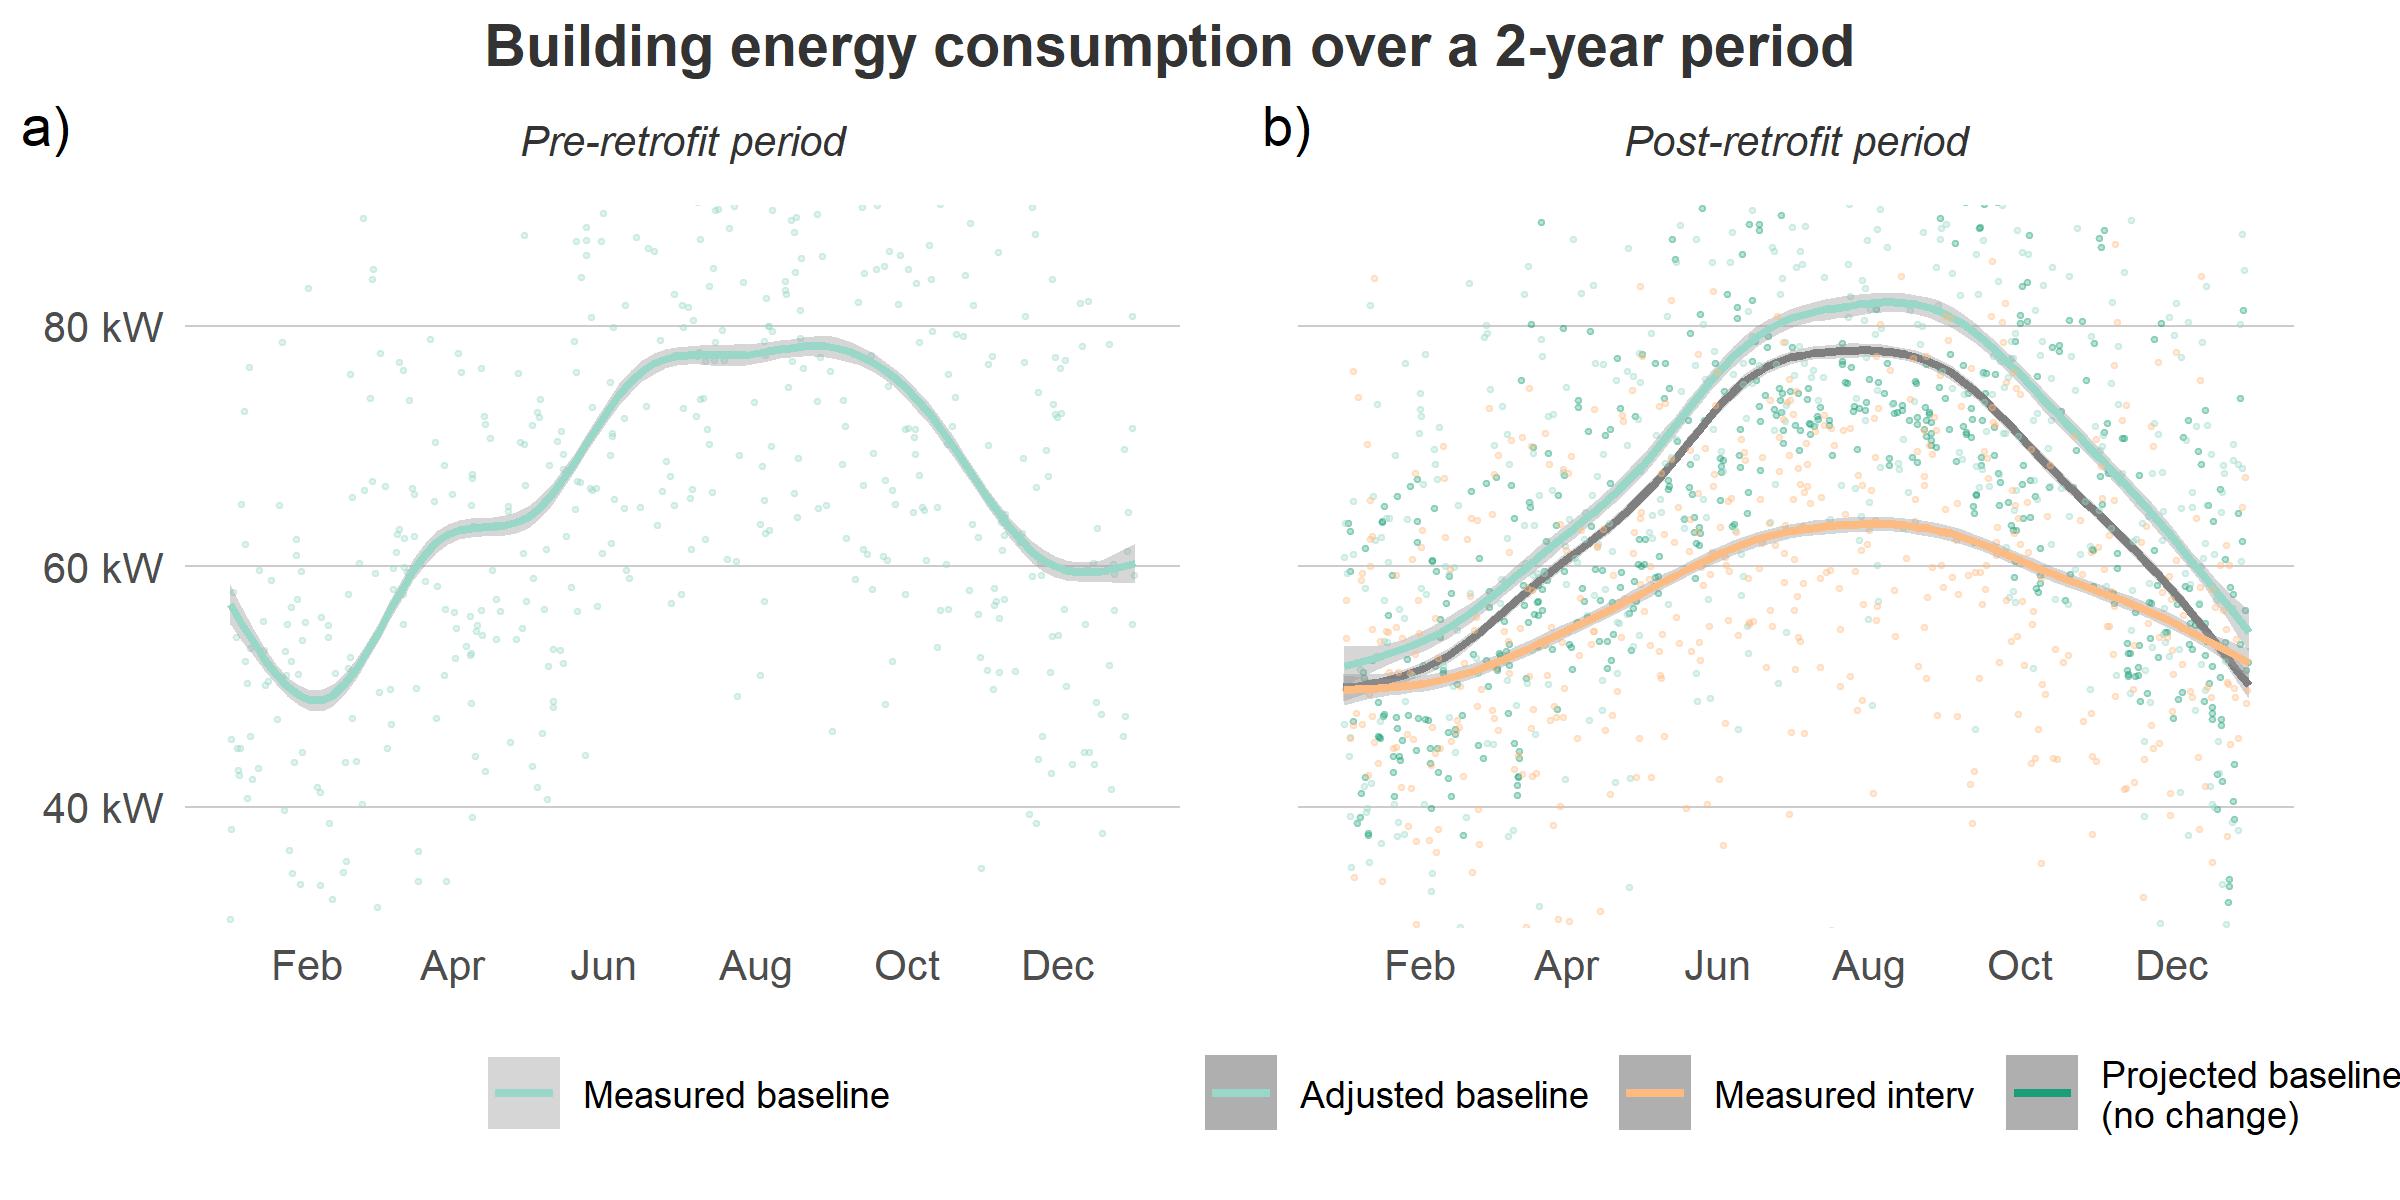 Building energy consumption over a 2-year period
a)
Pre-retrofit period
b)
Post-retrofit period
80 kW
60 kW
40 kW
Feb Apr Jun Aug Oct Dec
Feb Apr Jun Aug Oct Dec
Measured baseline
Adjusted baseline
Measured interv
Projected baseline
(no change)